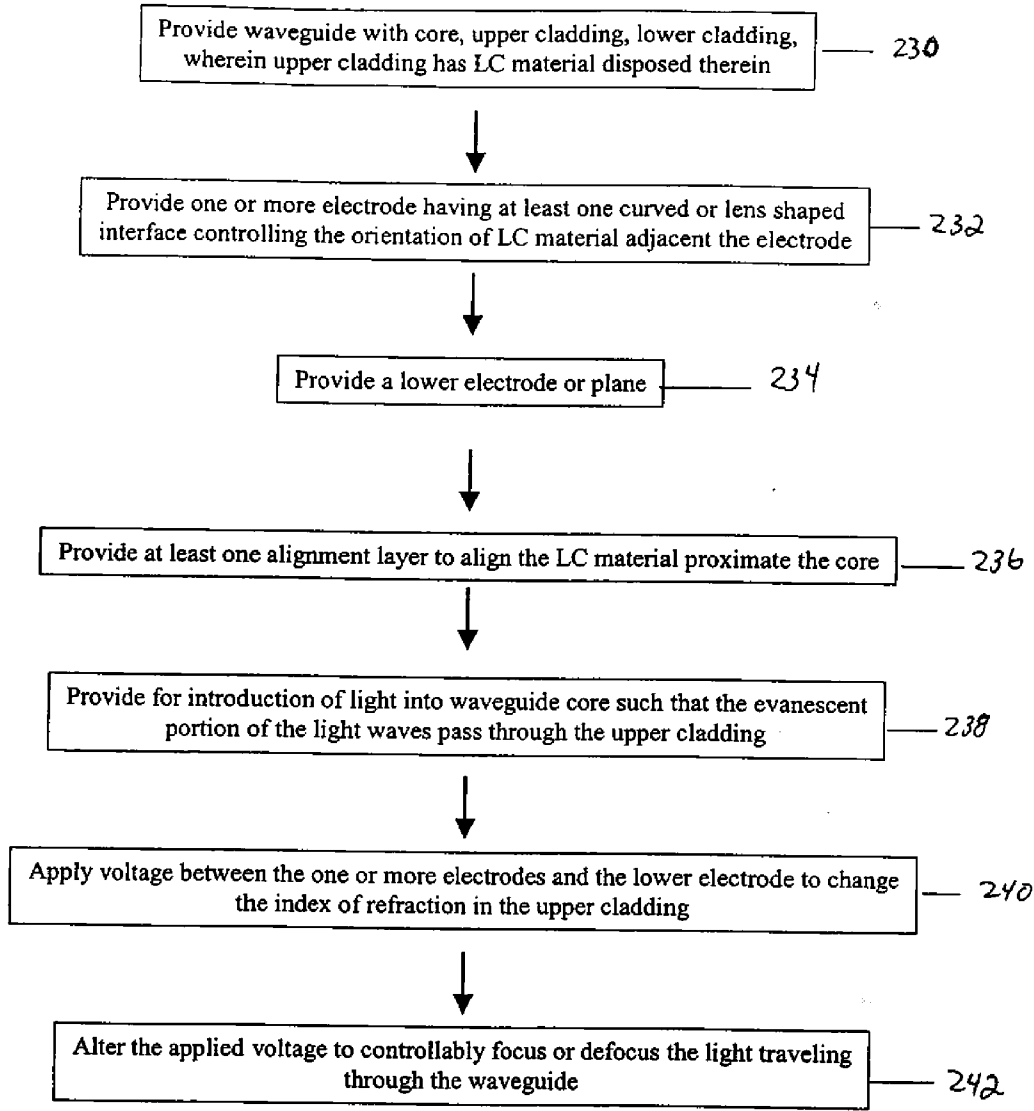 Provide waveguide with core, upper cladding, lower cladding,
wherein upper cladding has LC material disposed therein
230
Provide one or more electrode having at least one curved or lens shaped
interface controlling the orientation of LC material adjacent the electrode
232
Provide a lower electrode or plane
234
Provide at least one alignment layer to align the LC material proximate the core
236
Provide for introduction of light into waveguide core such that the evanescent
portion of the light waves pass through the upper cladding
238
Apply voltage between the one or more electrodes and the lower electrode to change
the index of refraction in the upper cladding
240
Alter the applied voltage to controllably focus or defocus the light traveling
through the waveguide
242